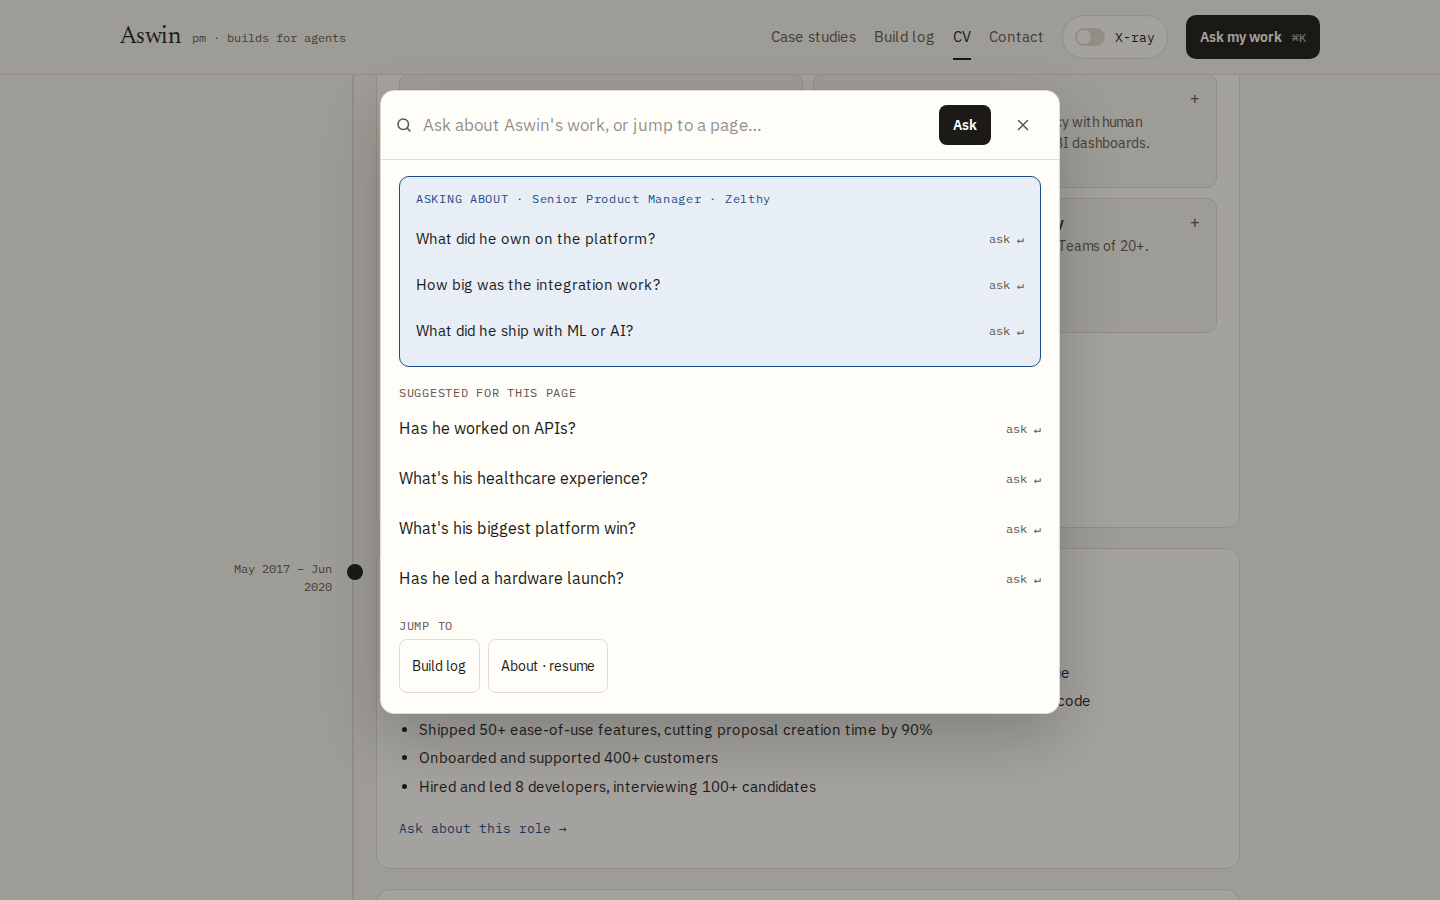 Aswin pm · builds for agents
Case studies Build log CV Contact X-ray Ask my work ⌘K
Ask about Aswin's work, or jump to a page...
Ask
+
cy with human
BI dashboards.
+
Teams of 20+.
ASKING ABOUT · Senior Product Manager · Zelthy
What did he own on the platform? ask ↵
How big was the integration work? ask ↵
What did he ship with ML or AI? ask ↵
SUGGESTED FOR THIS PAGE
Has he worked on APIs? ask ↵
What's his healthcare experience? ask ↵
What's his biggest platform win? ask ↵
Has he led a hardware launch? ask ↵
JUMP TO
Build log About · resume
May 2017 – Jun
2020
code
• Shipped 50+ ease-of-use features, cutting proposal creation time by 90%
• Onboarded and supported 400+ customers
• Hired and led 8 developers, interviewing 100+ candidates
Ask about this role →